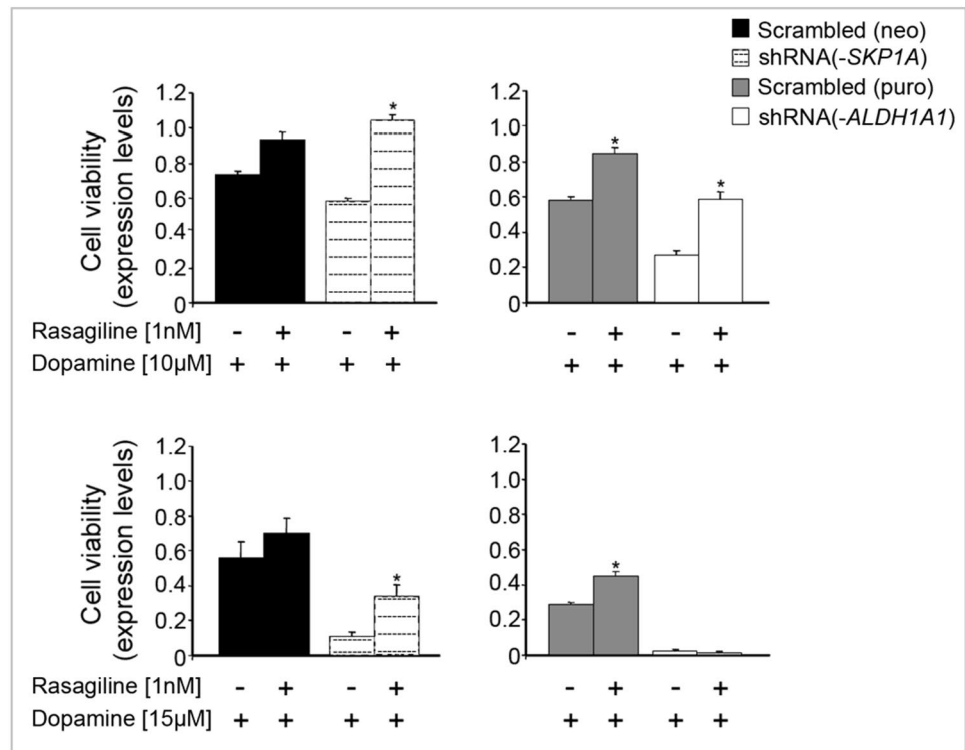 Scrambled (neo)
shRNA(-SKP1A)
Scrambled (puro)
shRNA(-ALDH1A1)
Cell viability
(expression levels)
1.2
1.0
0.8
0.6
0.4
0.2
0
*
Rasagiline [1nM] - + - +
Dopamine [10µM] + + + +
1.2
1.0
0.8
0.6
0.4
0.2
0
*
*
- + - +
+ + + +
Cell viability
(expression levels)
1.2
1.0
0.8
0.6
0.4
0.2
0
*
Rasagiline [1nM] - + - +
Dopamine [15µM] + + + +
1.2
1.0
0.8
0.6
0.4
0.2
0
*
- + - +
+ + + +